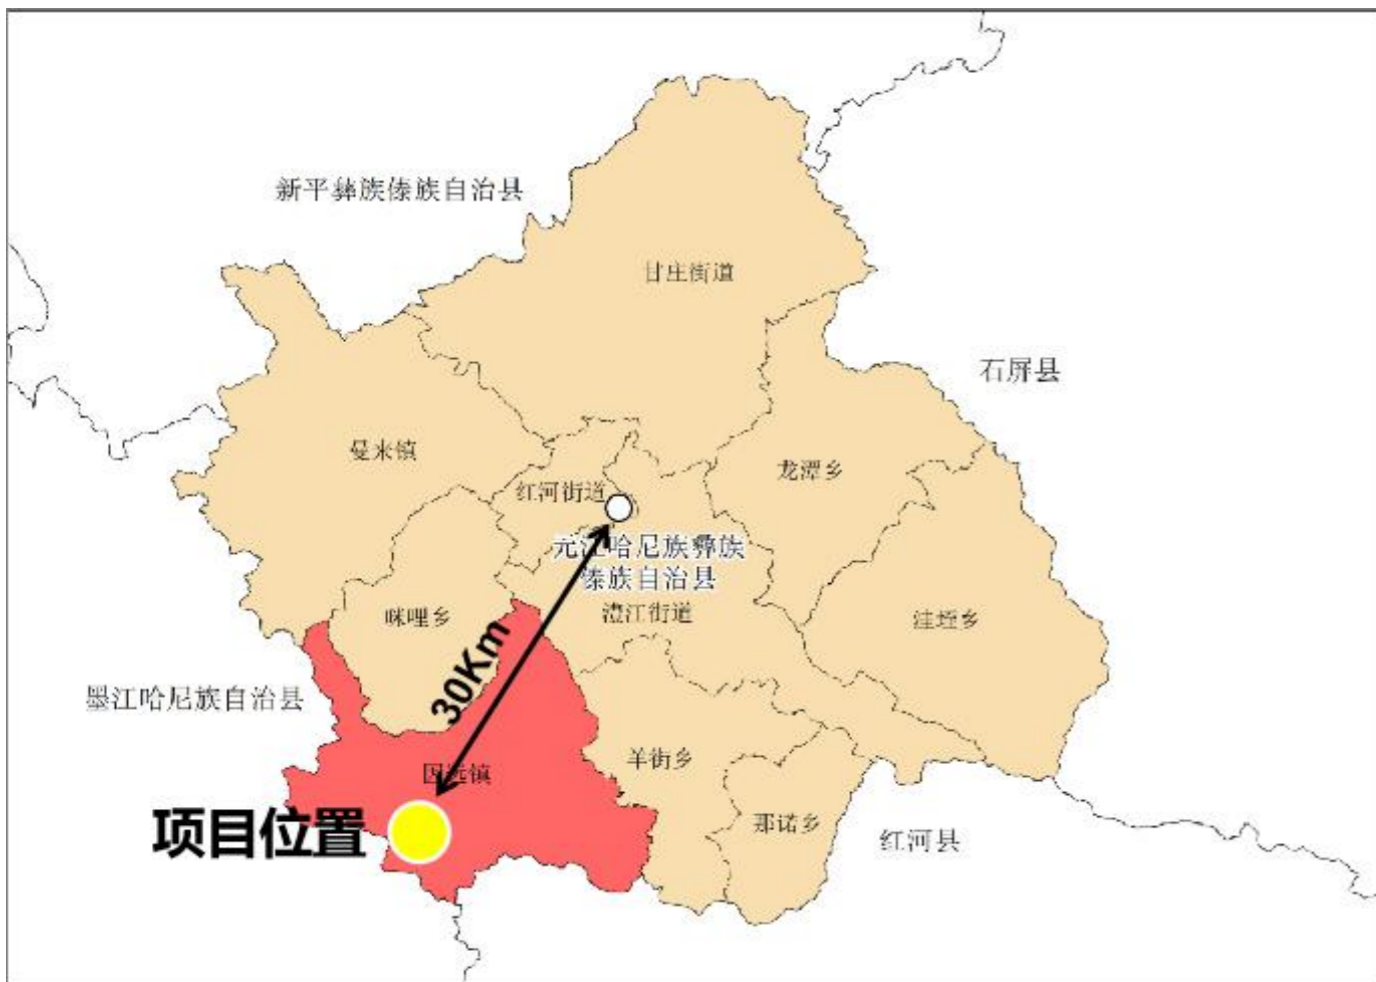 新平彝族傣族自治县
甘庄街道
石屏县
曼来镇
龙潭乡
红河街道
元江哈尼族彝族
傣族自治县
澧江街道
咪哩乡
洼垤乡
30Km
墨江哈尼族自治县
羊街乡
因远镇
项目位置
那诺乡
红河县